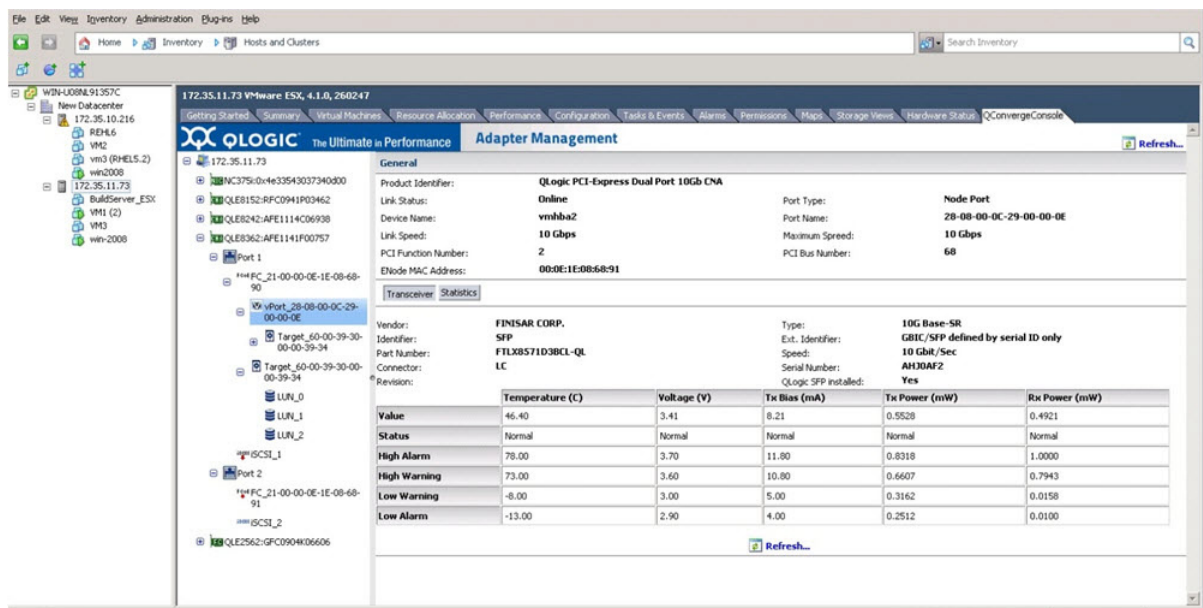 File Edit View Inventory Administration Plug-ins Help
Home Inventory Hosts and Clusters Search Inventory
WIN-U08NL91357C
New Datacenter
172.35.10.216
REHL6
VM2
vm3 (RHEL5.2)
win2008
172.35.11.73
BuildServer_ESX
VM1 (2)
VM3
win-2008
172.35.11.73 VMware ESX, 4.1.0, 260247
Getting Started Summary Virtual Machines Resource Allocation Performance Configuration Tasks & Events Alarms Permissions Maps Storage Views Hardware Status QConvergeConsole
QLOGIC The Ultimate in Performance Adapter Management Refresh...
172.35.11.73
NC375i:0x4e33543037340d00
QLE8152:RFC0941P03462
QLE8242:AFE1114C06938
QLE8362:AFE1141F00757
Port 1
FC_21-00-00-0E-1E-08-68-
90
vPort_28-08-00-0C-29-
00-00-0E
Target_60-00-39-30-
00-00-39-34
Target_60-00-39-30-00-
00-39-34
LUN_0
LUN_1
LUN_2
iSCSI_1
Port 2
FC_21-00-00-0E-1E-08-68-
91
iSCSI_2
QLE2562:GFC0904K06606
General
Product Identifier: QLogic PCI-Express Dual Port 10Gb CNA
Link Status: Online Port Type: Node Port
Device Name: vmhba2 Port Name: 28-08-00-0C-29-00-00-0E
Link Speed: 10 Gbps Maximum Spreed: 10 Gbps
PCI Function Number: 2 PCI Bus Number: 68
ENode MAC Address: 00:0E:1E:08:68:91
Transceiver Statistics
Vendor: FINISAR CORP. Type: 10G Base-SR
Identifier: SFP Ext. Identifier: GBIC/SFP defined by serial ID only
Part Number: FTLX8571D3BCL-QL Speed: 10 Gbit/Sec
Connector: LC Serial Number: AHJ0AF2
Revision: QLogic SFP installed: Yes
Temperature (C) Voltage (V) Tx Bias (mA) Tx Power (mW) Rx Power (mW)
Value 46.40 3.41 8.21 0.5528 0.4921
Status Normal Normal Normal Normal Normal
High Alarm 78.00 3.70 11.80 0.8318 1.0000
High Warning 73.00 3.60 10.80 0.6607 0.7943
Low Warning -8.00 3.00 5.00 0.3162 0.0158
Low Alarm -13.00 2.90 4.00 0.2512 0.0100
Refresh...